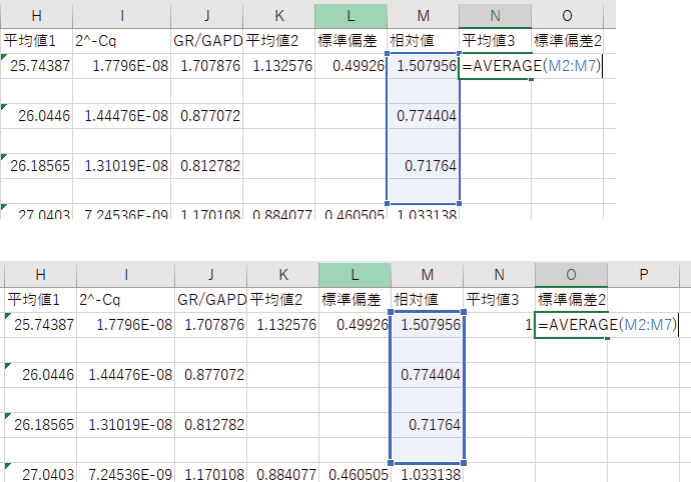 H I J K L M N O
平均値1 2^-Cq GR/GAPD 平均値2 標準偏差 相対値 平均値3 標準偏差2
25.74387 1.7796E-08 1.707876 1.132576 0.49926 1.507956 =AVERAGE(M2:M7)
26.0446 1.44476E-08 0.877072 0.774404
26.18565 1.31019E-08 0.812782 0.71764
27.0403 7.24536E-09 1.170108 0.884077 0.460505 1.033138
H I J K L M N O P
平均値1 2^-Cq GR/GAPD 平均値2 標準偏差 相対値 平均値3 標準偏差2
25.74387 1.7796E-08 1.707876 1.132576 0.49926 1.507956 1 =AVERAGE(M2:M7)
26.0446 1.44476E-08 0.877072 0.774404
26.18565 1.31019E-08 0.812782 0.71764
27.0403 7.24536E-09 1.170108 0.884077 0.460505 1.033138